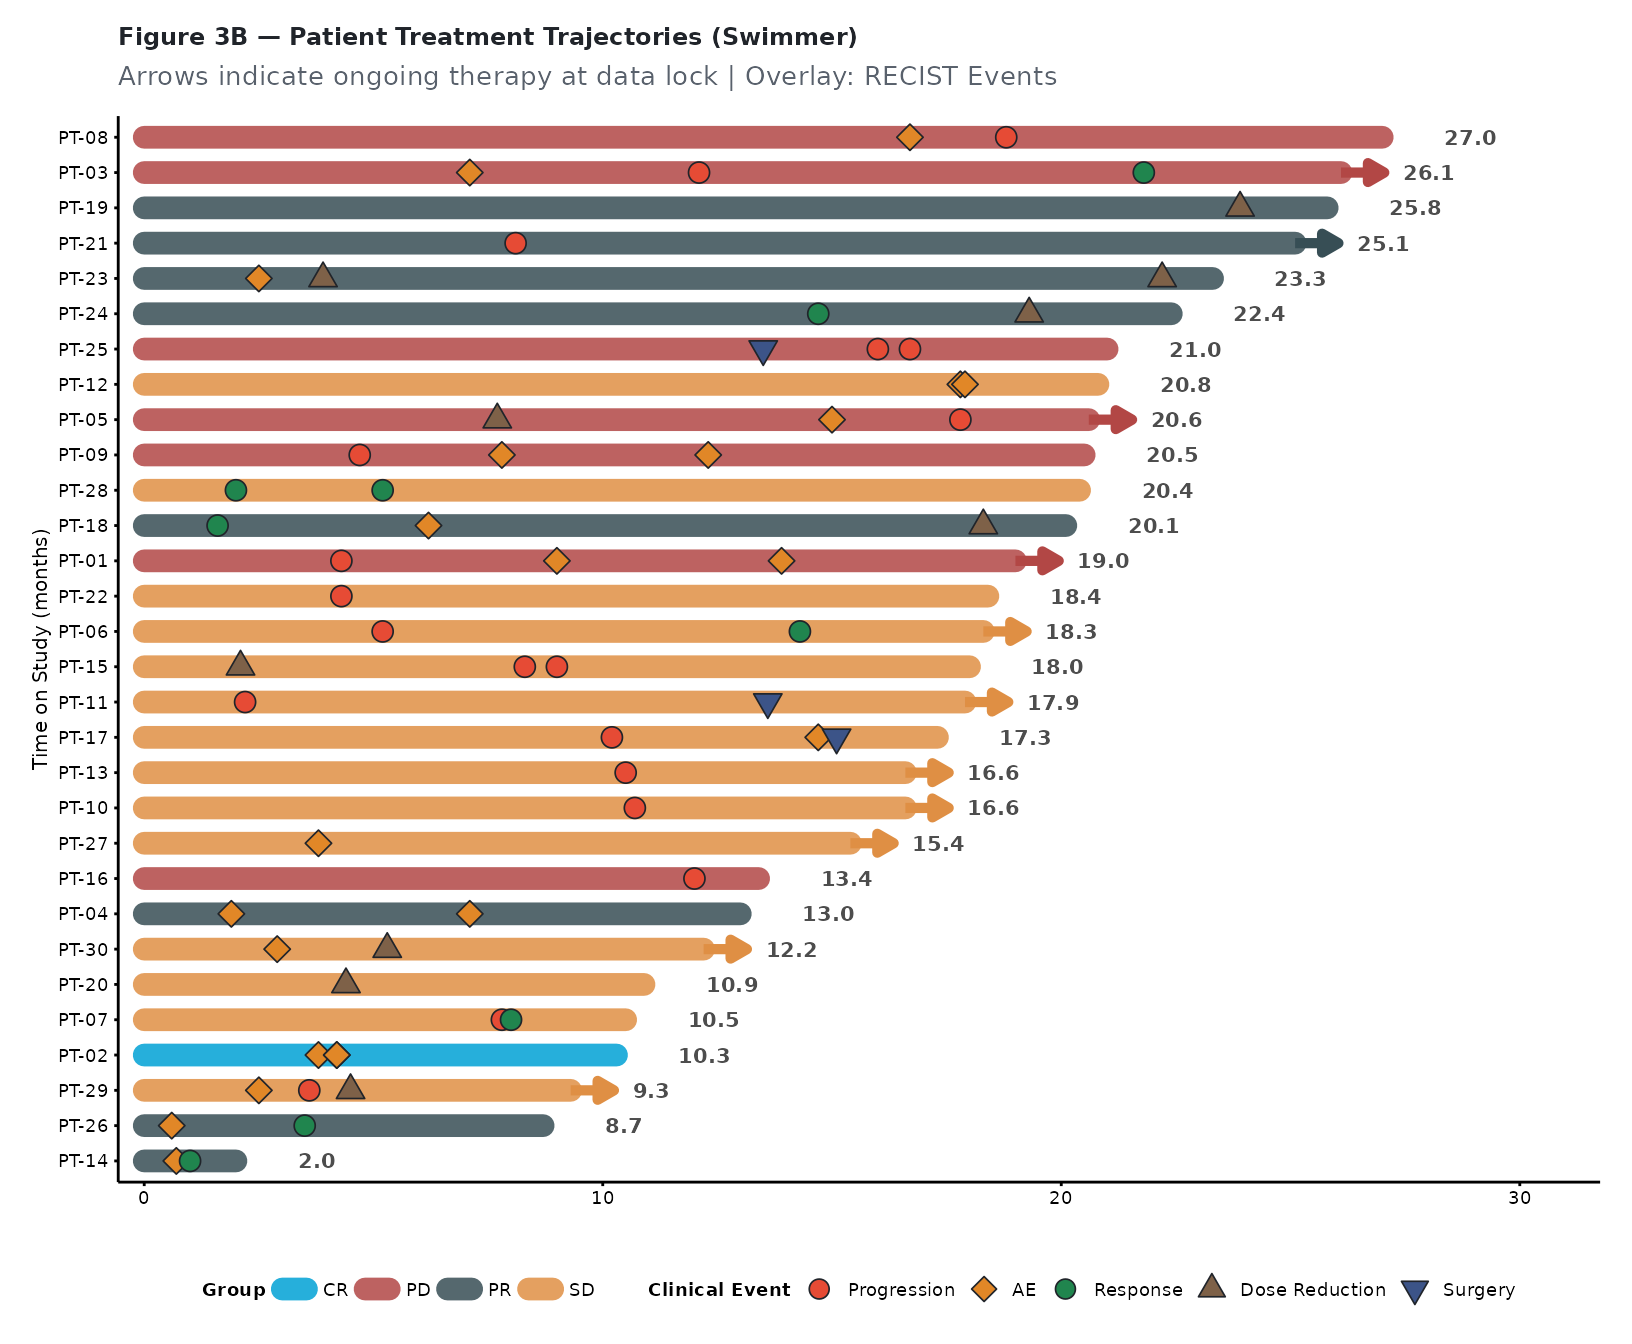 Figure 3B — Patient Treatment Trajectories (Swimmer)
Arrows indicate ongoing therapy at data lock | Overlay: RECIST Events
Time on Study (months)
PT-08 27.0
PT-03 26.1
PT-19 25.8
PT-21 25.1
PT-23 23.3
PT-24 22.4
PT-25 21.0
PT-12 20.8
PT-05 20.6
PT-09 20.5
PT-28 20.4
PT-18 20.1
PT-01 19.0
PT-22 18.4
PT-06 18.3
PT-15 18.0
PT-11 17.9
PT-17 17.3
PT-13 16.6
PT-10 16.6
PT-27 15.4
PT-16 13.4
PT-04 13.0
PT-30 12.2
PT-20 10.9
PT-07 10.5
PT-02 10.3
PT-29 9.3
PT-26 8.7
PT-14 2.0
0 10 20 30
Group CR PD PR SD Clinical Event Progression AE Response Dose Reduction Surgery